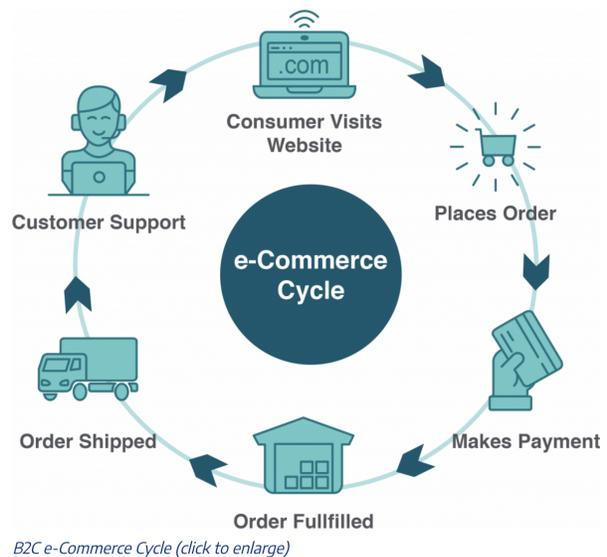 .com
Consumer Visits
Website
Places Order
Customer Support
e-Commerce
Cycle
Order Shipped
Makes Payment
Order Fullfilled
B2C e-Commerce Cycle (click to enlarge)